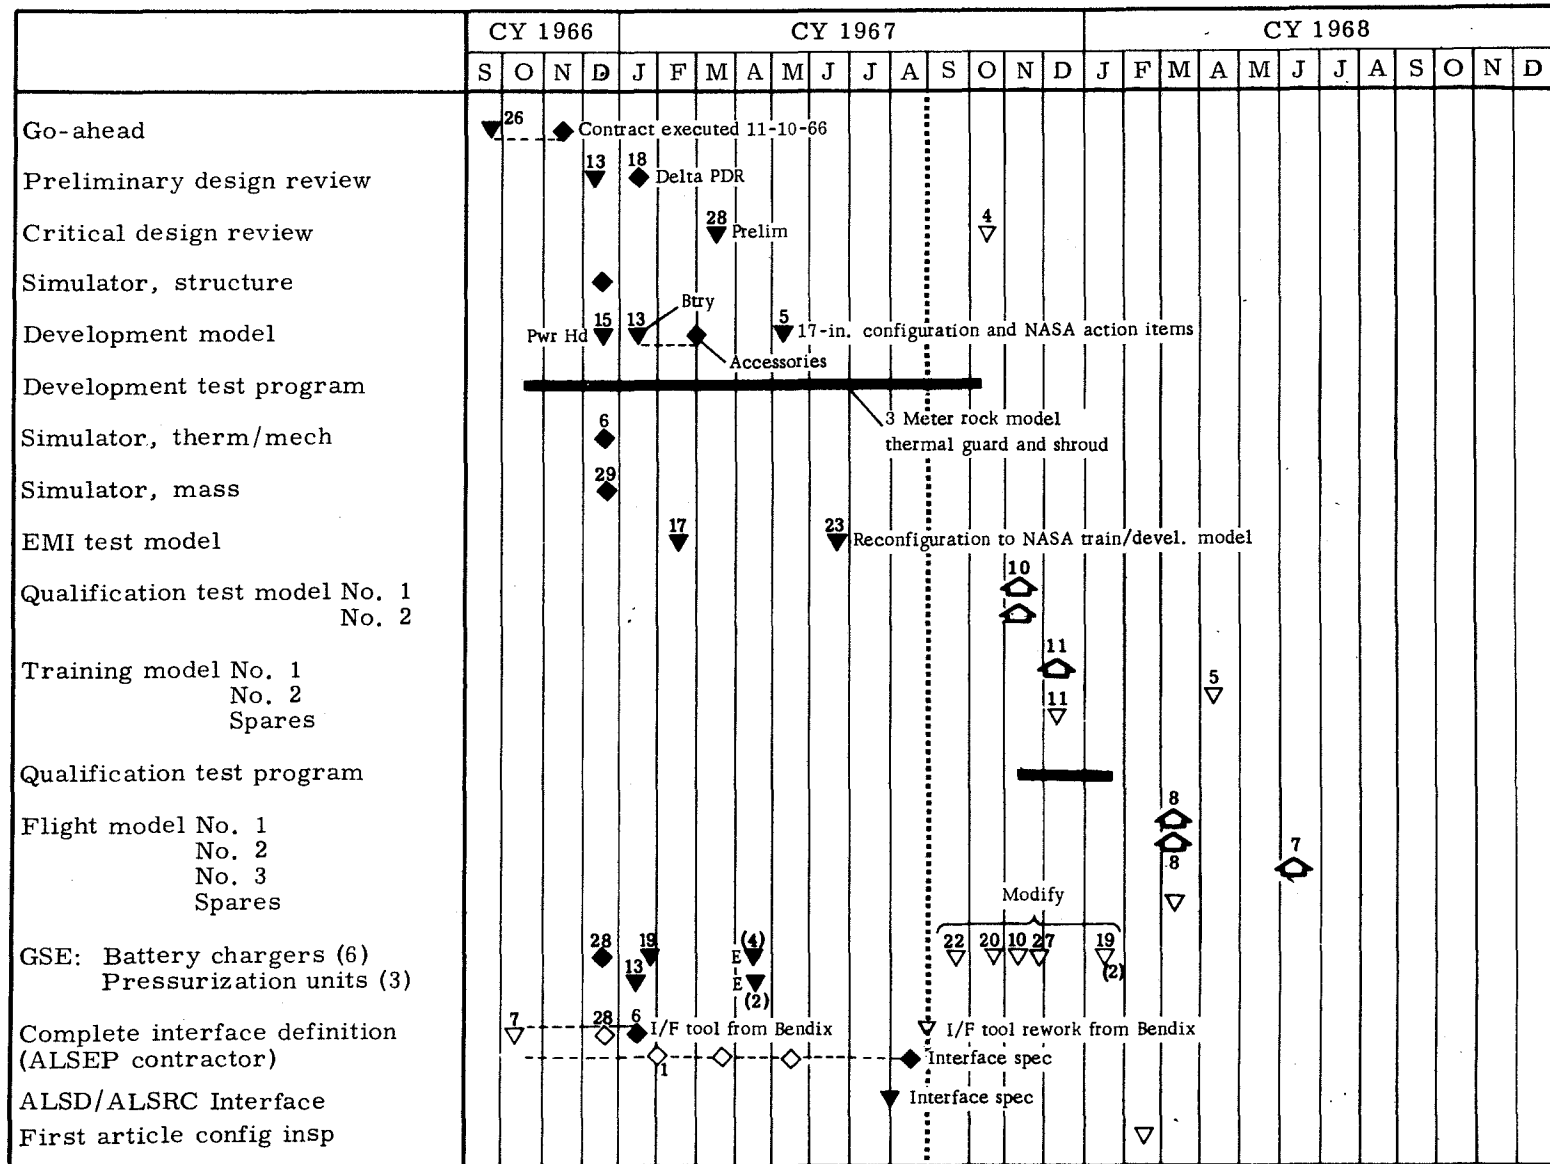 CY 1966 CY 1967 CY 1968
S O N D J F M A M J J A S O N D J F M A M J J A S O N D
Go-ahead 26 Contract executed 11-10-66
Preliminary design review 13 18 Delta PDR
Critical design review 28 Prelim 4
Simulator, structure
Btry
Development model Pwr Hd 15 13 5 17-in. configuration and NASA action items
Accessories
Development test program
3 Meter rock model
thermal guard and shroud
Simulator, therm/mech 6
Simulator, mass 29
EMI test model 17 23 Reconfiguration to NASA train/devel. model
Qualification test model No. 1 10
No. 2
Training model No. 1 11
No. 2 5
Spares 11
Qualification test program
Flight model No. 1 8
No. 2 8
No. 3 7
Spares
Modify
GSE: Battery chargers (6) 28 19 E (4) 22 20 10 27 19 (2)
Pressurization units (3) 13 E (2)
Complete interface definition 7 28 6 I/F tool from Bendix I/F tool rework from Bendix
(ALSEP contractor) 1 Interface spec
ALSD/ALSRC Interface Interface spec
First article config insp